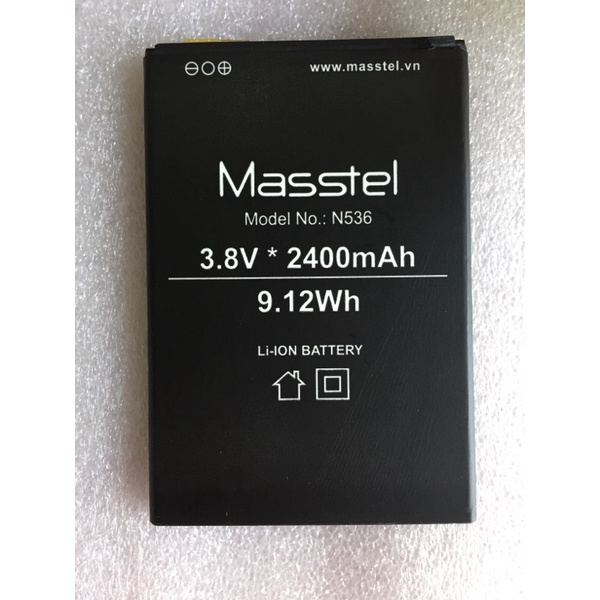 www.masstel.vn
Masstel
Model No.: N536
3.8V * 2400mAh
9.12Wh
Li-ION BATTERY